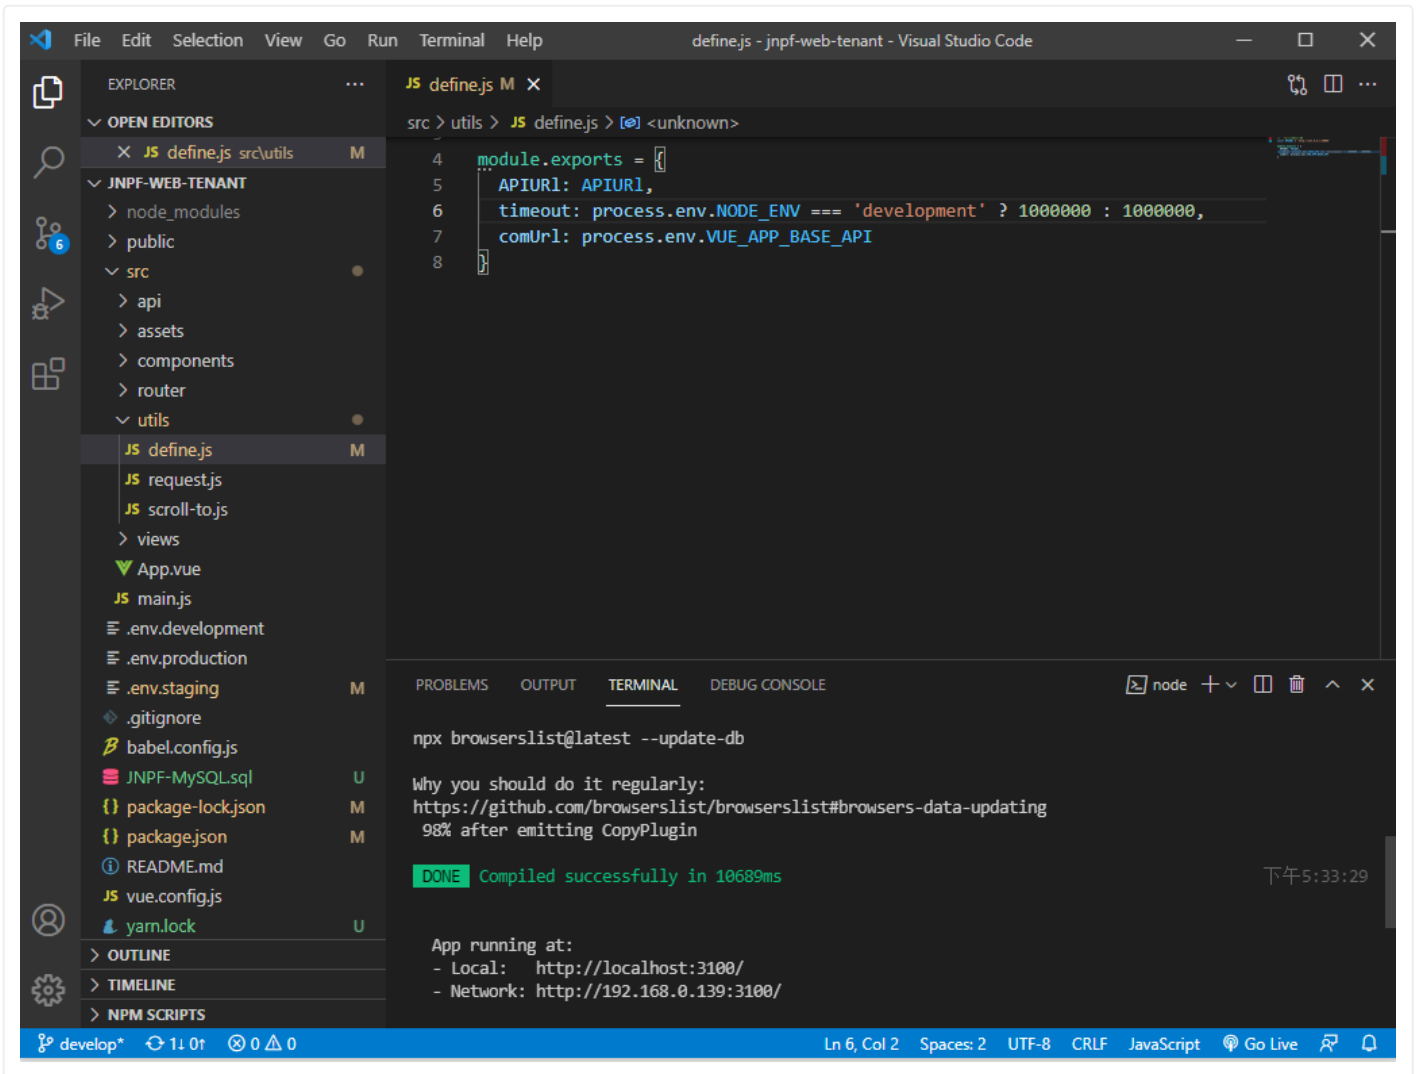 File Edit Selection View Go Run Terminal Help define.js - jnpf-web-tenant - Visual Studio Code
EXPLORER
OPEN EDITORS
JS define.js src\utils M
JNPF-WEB-TENANT
node_modules
public
src
api
assets
components
router
utils
JS define.js M
JS request.js
JS scroll-to.js
views
App.vue
JS main.js
.env.development
.env.production
.env.staging M
.gitignore
babel.config.js
JNPF-MySQL.sql U
{} package-lock.json M
{} package.json M
README.md
JS vue.config.js
yarn.lock U
OUTLINE
TIMELINE
NPM SCRIPTS
6
JS define.js M
src > utils > JS define.js > <unknown>
4 module.exports = {
5 APIURl: APIURl,
6 timeout: process.env.NODE_ENV === 'development' ? 1000000 : 1000000,
7 comUrl: process.env.VUE_APP_BASE_API
8 }
PROBLEMS OUTPUT TERMINAL DEBUG CONSOLE node
npx browserslist@latest --update-db
Why you should do it regularly:
https://github.com/browserslist/browserslist#browsers-data-updating
98% after emitting CopyPlugin
DONE Compiled successfully in 10689ms 下午5:33:29
App running at:
- Local: http://localhost:3100/
- Network: http://192.168.0.139:3100/
develop* 1↓ 0↑ 0 0 Ln 6, Col 2 Spaces: 2 UTF-8 CRLF JavaScript Go Live